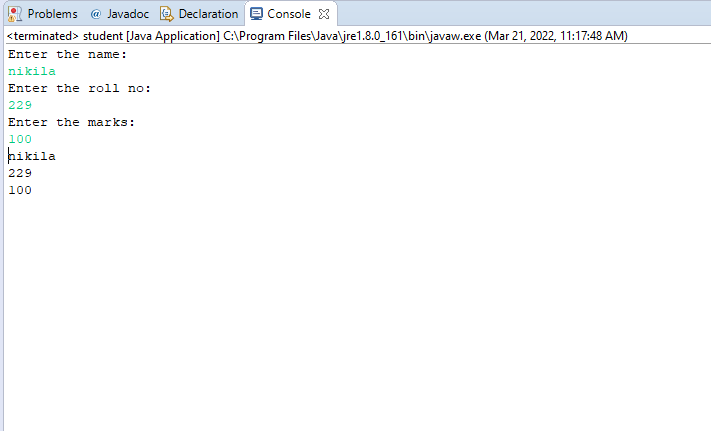 Problems @ Javadoc Declaration Console
<terminated> student [Java Application] C:\Program Files\Java\jre1.8.0_161\bin\javaw.exe (Mar 21, 2022, 11:17:48 AM)
Enter the name:
nikila
Enter the roll no:
229
Enter the marks:
100
nikila
229
100